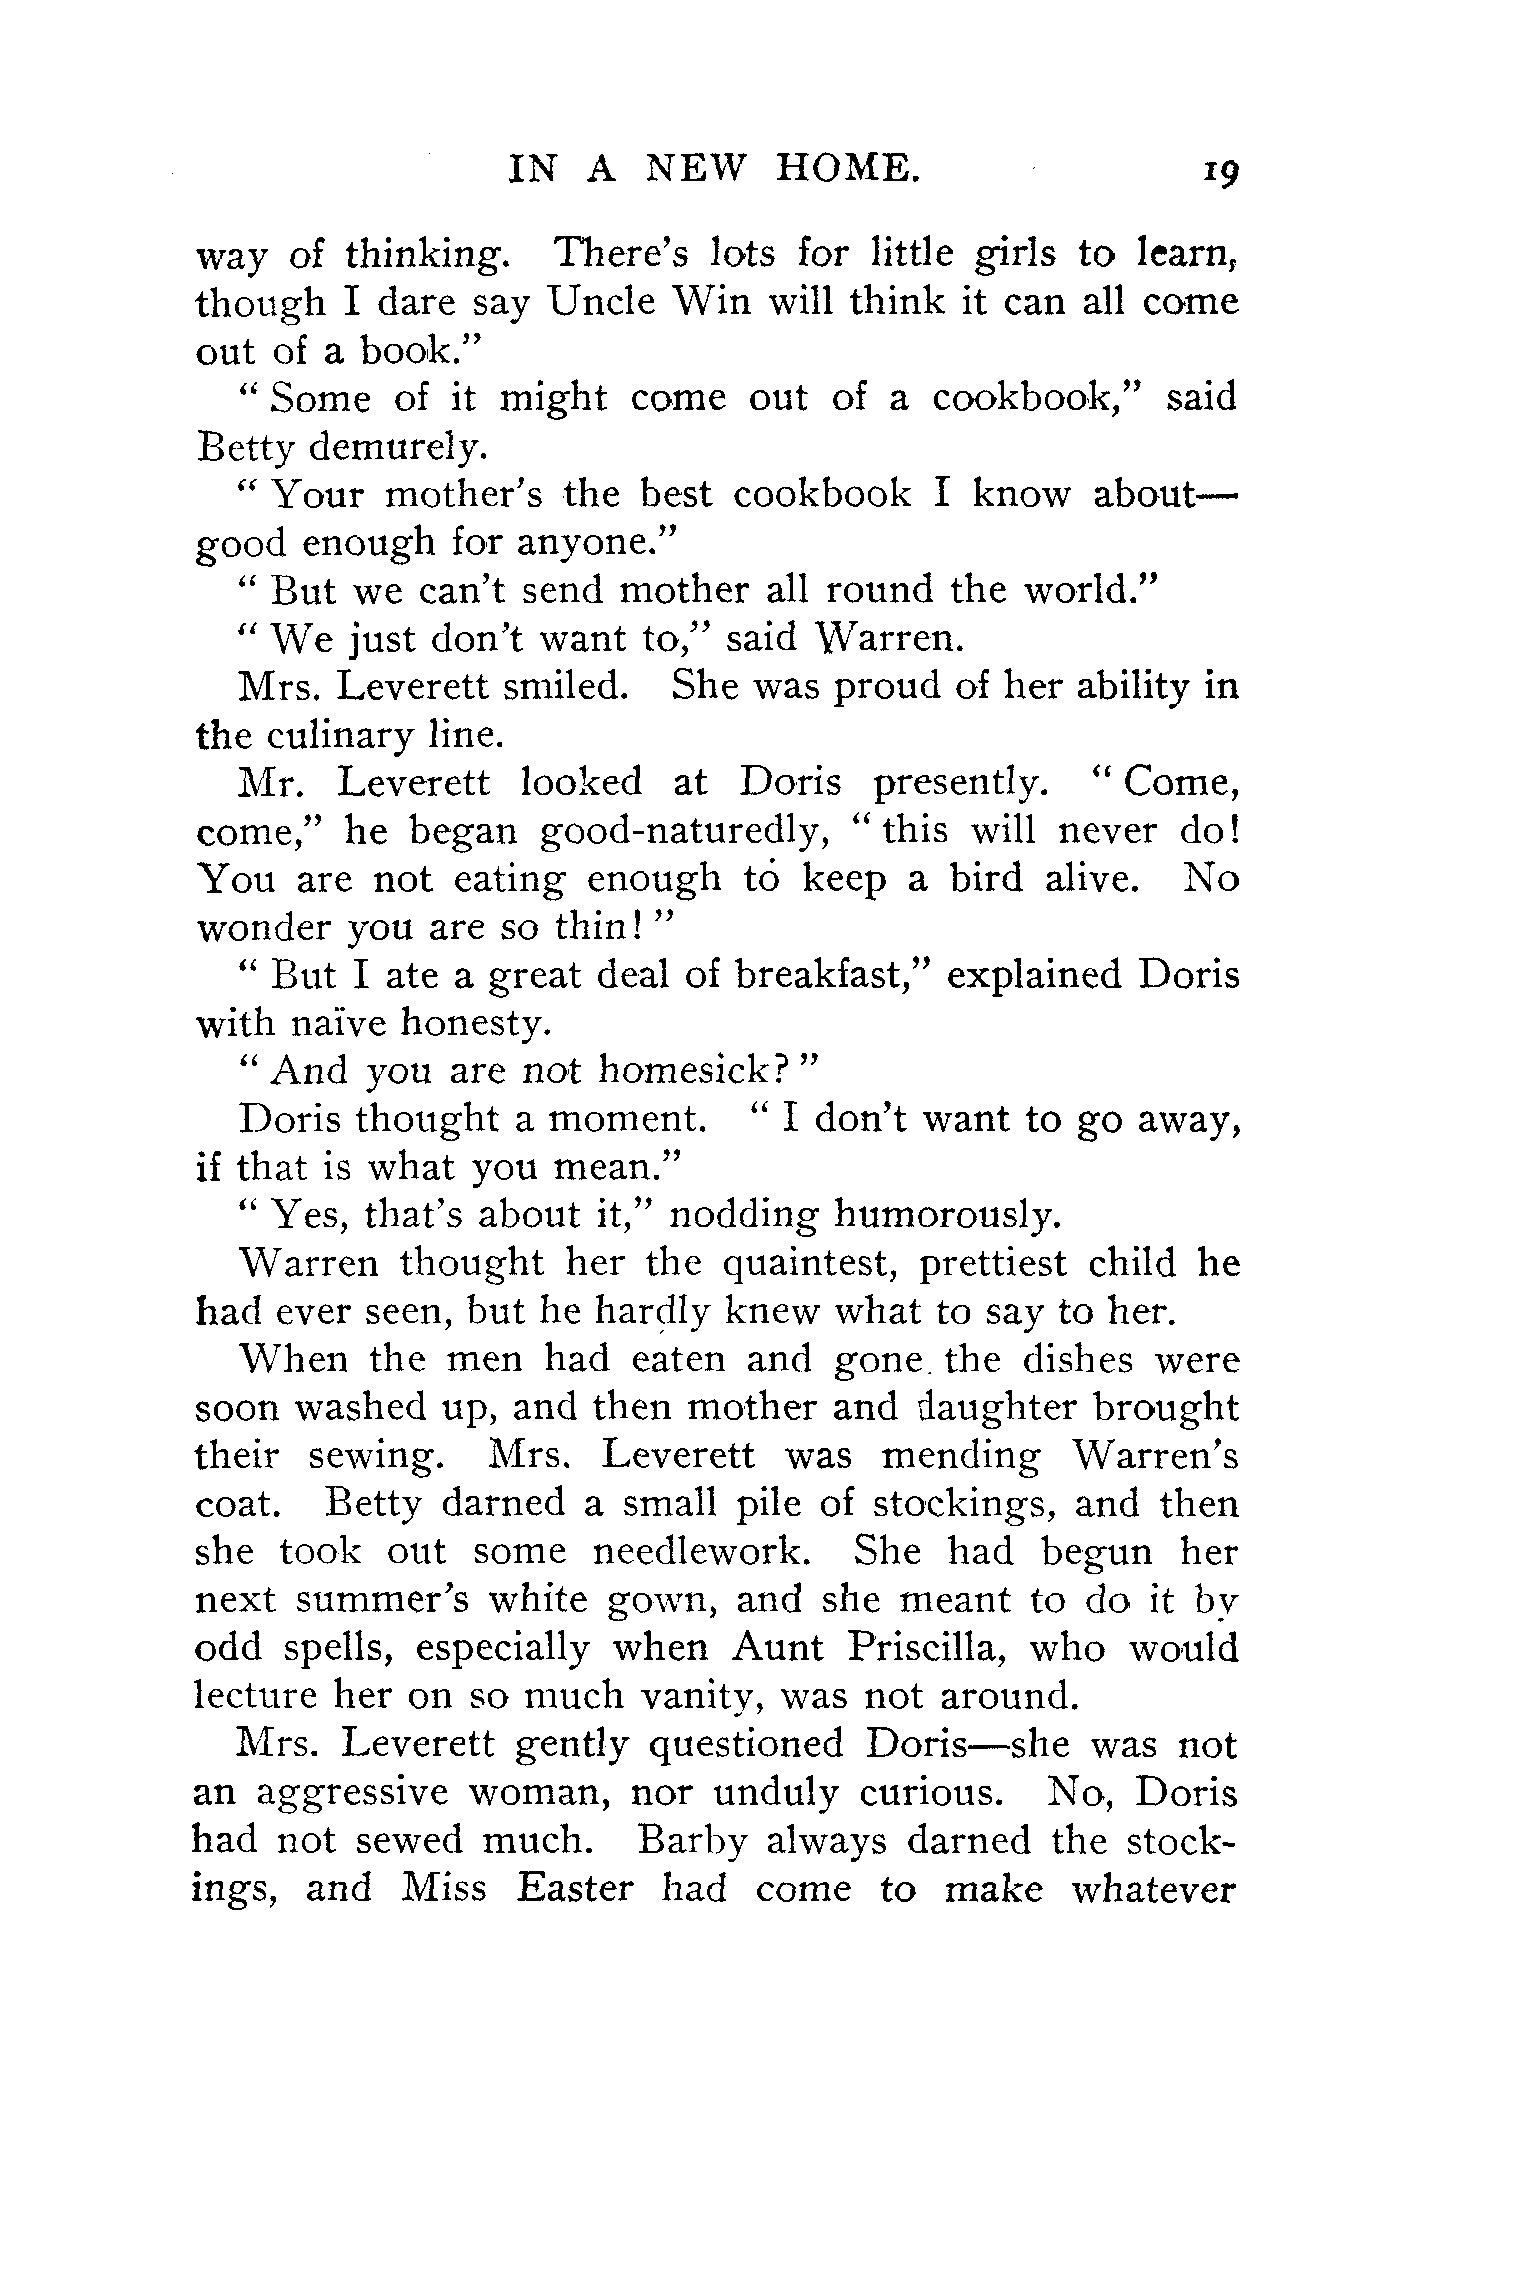 IN A NEW HOME. 19
way of thinking. There's lots for little girls to learn,
though I dare say Uncle Win will think it can all come
out of a book.”
“ Some of it might come out of a cookbook,” said
Betty demurely.
“ Your mother's the best cookbook I know about—
good enough for anyone.”
“ But we can't send mother all round the world.”
“ We just don't want to,” said Warren.
Mrs. Leverett smiled. She was proud of her ability in
the culinary line.
Mr. Leverett looked at Doris presently. “ Come,
come,” he began good-naturedly, “ this will never do!
You are not eating enough to keep a bird alive. No
wonder you are so thin! ”
“ But I ate a great deal of breakfast,” explained Doris
with naïve honesty.
“ And you are not homesick? ”
Doris thought a moment. “ I don't want to go away,
if that is what you mean.”
“ Yes, that's about it,” nodding humorously.
Warren thought her the quaintest, prettiest child he
had ever seen, but he hardly knew what to say to her.
When the men had eaten and gone. the dishes were
soon washed up, and then mother and daughter brought
their sewing. Mrs. Leverett was mending Warren's
coat. Betty darned a small pile of stockings, and then
she took out some needlework. She had begun her
next summer's white gown, and she meant to do it by
odd spells, especially when Aunt Priscilla, who would
lecture her on so much vanity, was not around.
Mrs. Leverett gently questioned Doris—she was not
an aggressive woman, nor unduly curious. No, Doris
had not sewed much. Barby always darned the stock-
ings, and Miss Easter had come to make whatever